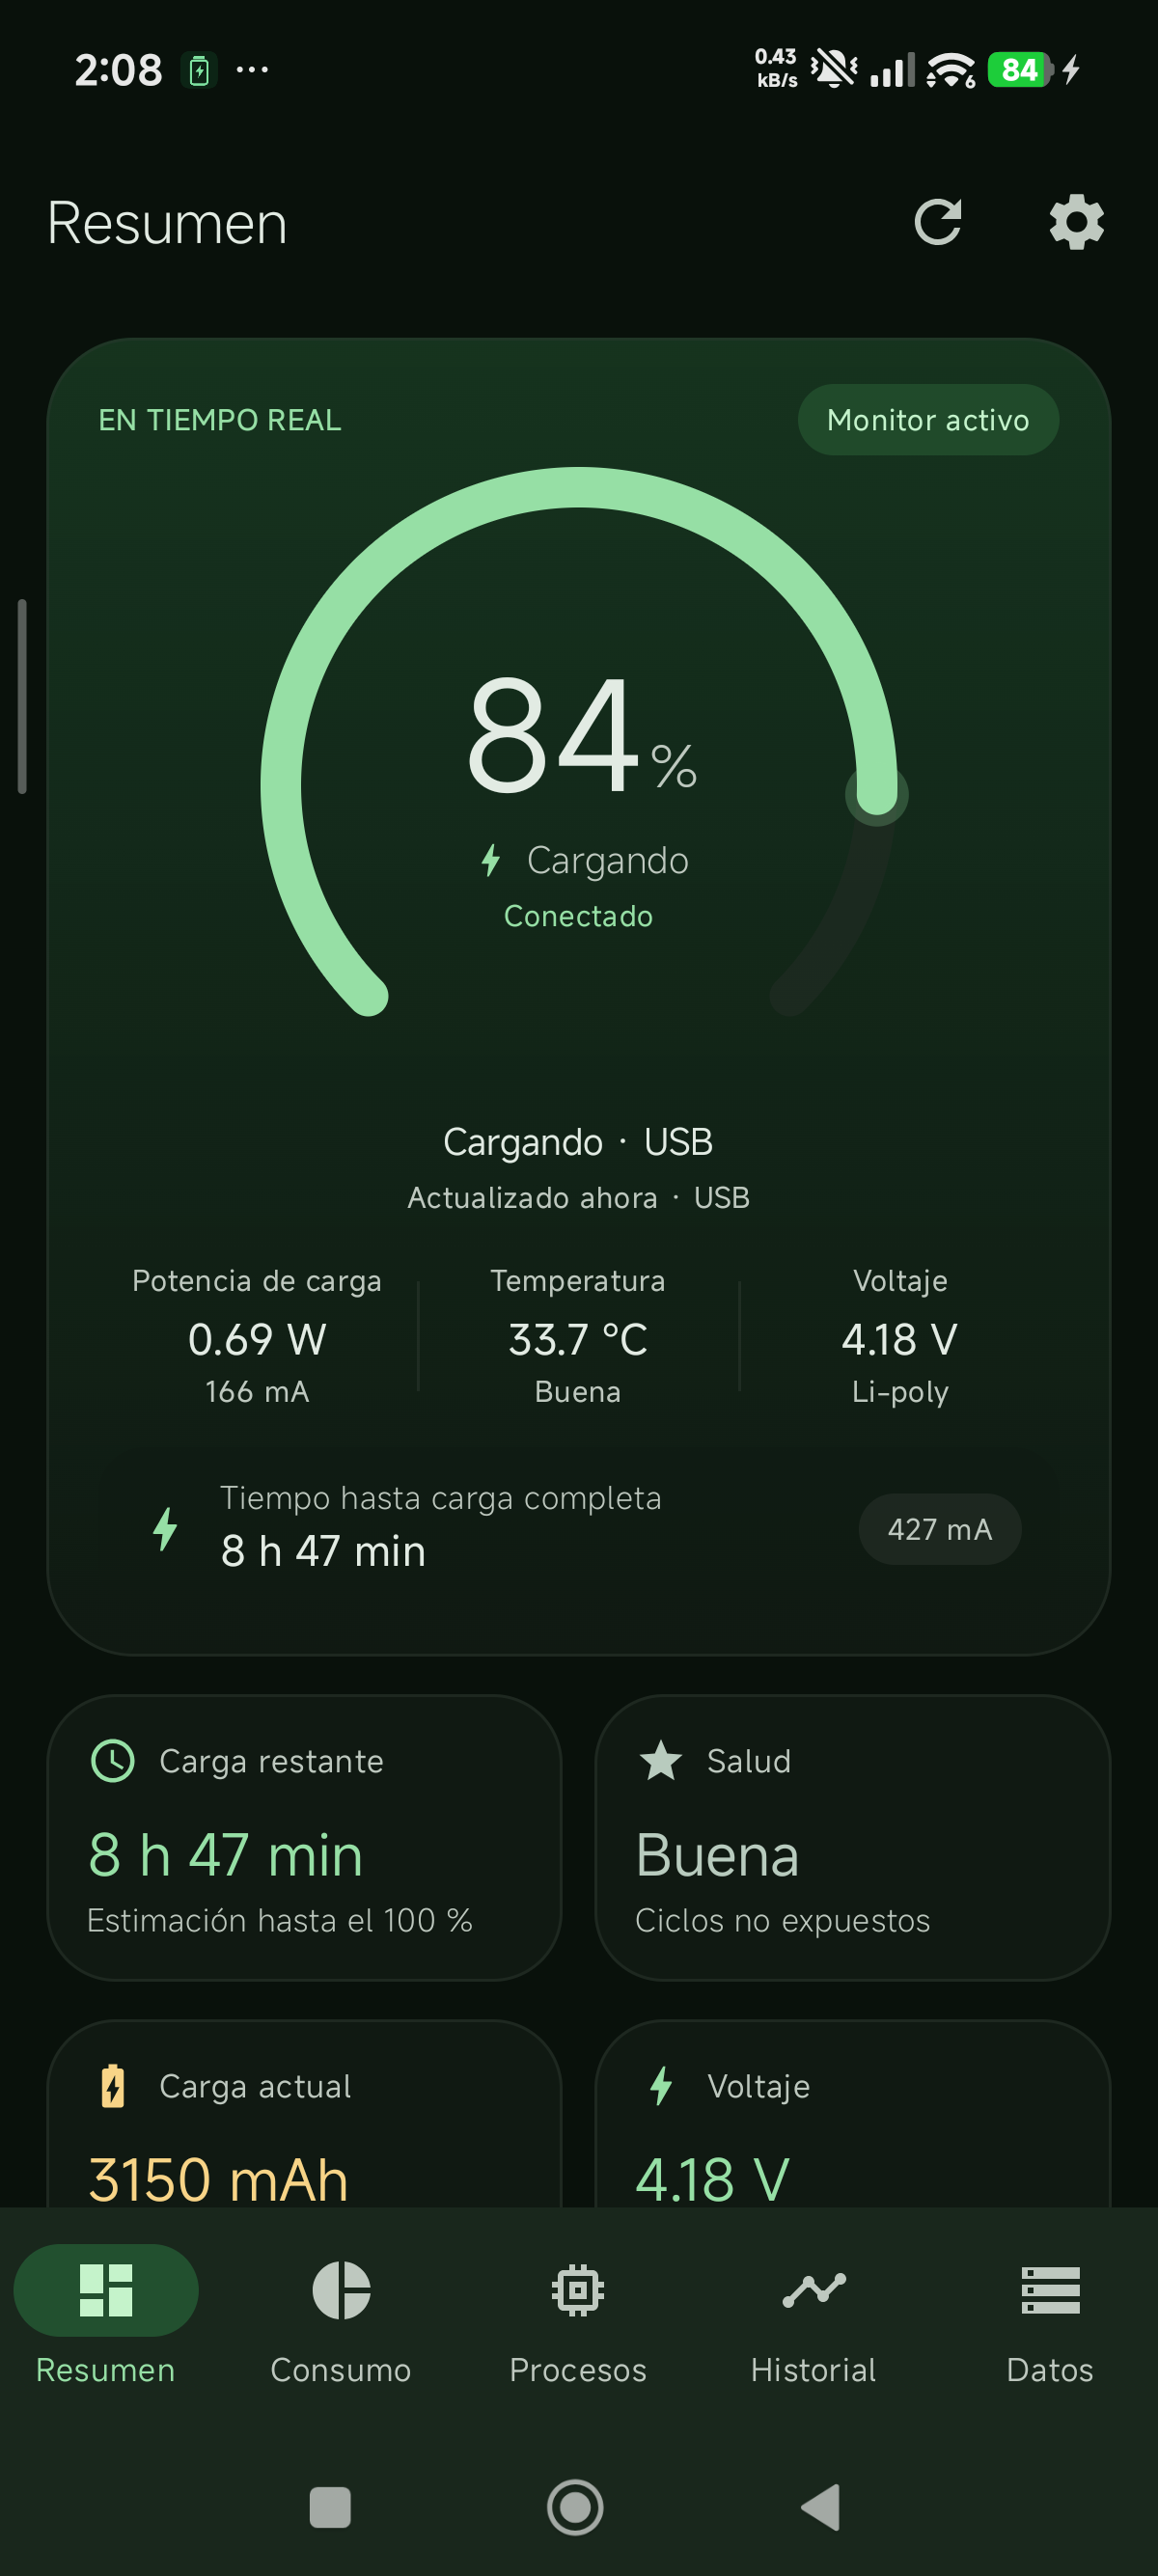 2:08 ... 0.43 kB/s 6 84
Resumen
EN TIEMPO REAL Monitor activo
84 %
Cargando
Conectado
Cargando · USB
Actualizado ahora · USB
Potencia de carga Temperatura Voltaje
0.69 W 33.7 °C 4.18 V
166 mA Buena Li-poly
Tiempo hasta carga completa
8 h 47 min 427 mA
Carga restante Salud
8 h 47 min Buena
Estimación hasta el 100 % Ciclos no expuestos
Carga actual Voltaje
3150 mAh 4.18 V
Resumen Consumo Procesos Historial Datos